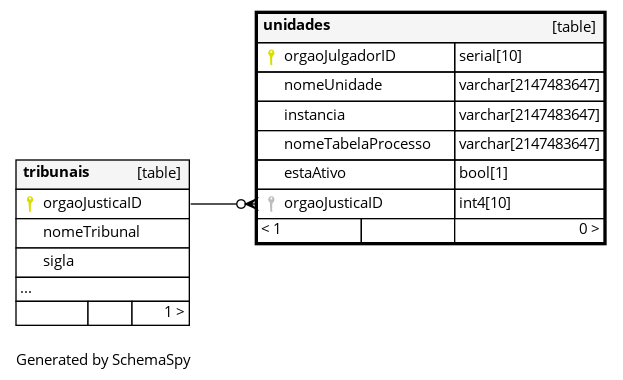 unidades [table]
orgaoJulgadorID serial[10]
nomeUnidade varchar[2147483647]
instancia varchar[2147483647]
nomeTabelaProcesso varchar[2147483647]
estaAtivo bool[1]
orgaoJusticaID int4[10]
< 1 0 >
tribunais [table]
orgaoJusticaID
nomeTribunal
sigla
...
1 >
Generated by SchemaSpy